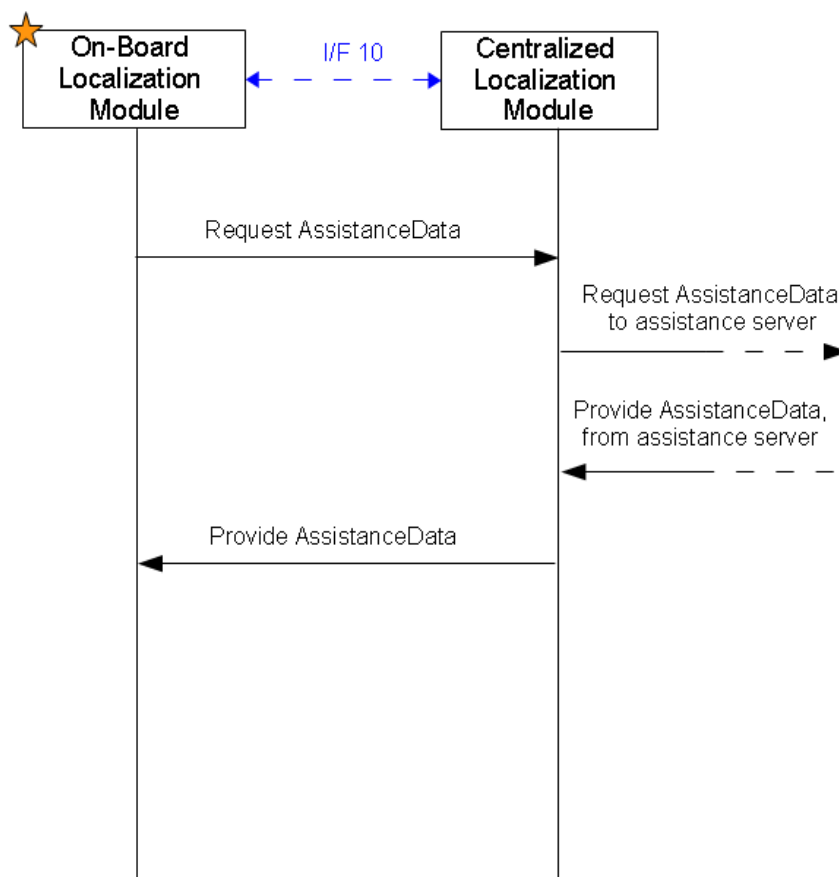 On-Board
Localization
Module
I/F 10
Centralized
Localization
Module
Request AssistanceData
Request AssistanceData
to assistance server
Provide AssistanceData,
from assistance server
Provide AssistanceData